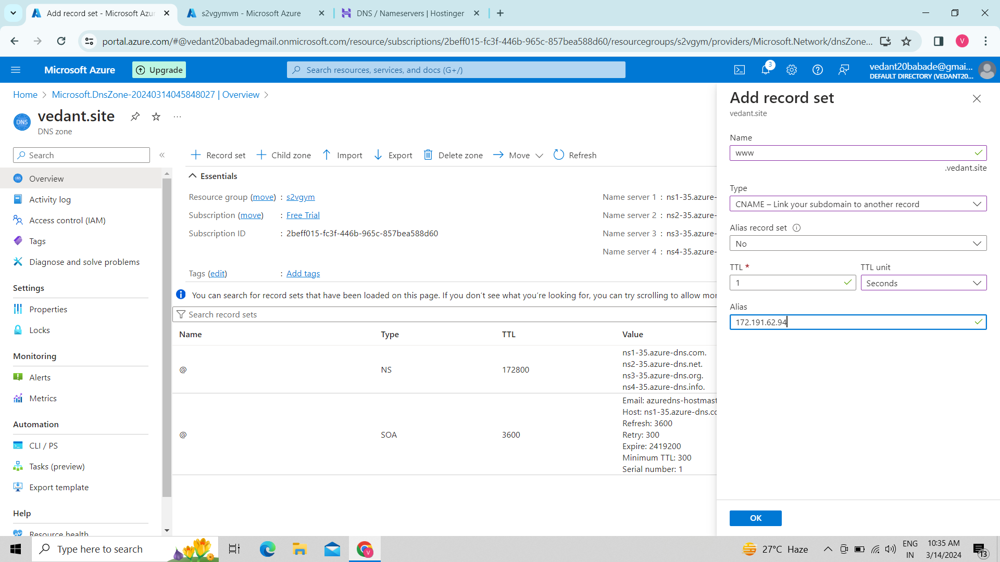 Add record set - Microsoft Azur
s2vgymvm - Microsoft Azure
DNS / Nameservers | Hostinger
portal.azure.com/#@vedant20babadegmail.onmicrosoft.com/resource/subscriptions/2beff015-fc3f-446b-965c-857bea588d60/resourcegroups/s2vgym/providers/Microsoft.Network/dnsZone...
V
Microsoft Azure
Upgrade
Search resources, services, and docs (G+/)
3
vedant20babade@gmai...
DEFAULT DIRECTORY (VEDANT20...
Home > Microsoft.DnsZone-20240314045848027 | Overview >
DNS
vedant.site
...
DNS zone
Search
«
Overview
Activity log
Access control (IAM)
Tags
Diagnose and solve problems
Settings
Properties
Locks
Monitoring
Alerts
Metrics
Automation
CLI / PS
Tasks (preview)
Export template
Help
Resource health
Record set
Child zone
Import
Export
Delete zone
Move
Refresh
Essentials
Resource group (move) : s2vgym
Subscription (move) : Free Trial
Subscription ID : 2beff015-fc3f-446b-965c-857bea588d60
Tags (edit) : Add tags
Name server 1 : ns1-35.azure-
Name server 2 : ns2-35.azure-
Name server 3 : ns3-35.azure-
Name server 4 : ns4-35.azure-
You can search for record sets that have been loaded on this page. If you don't see what you're looking for, you can try scrolling to allow mor
Search record sets
Name Type TTL Value
@ NS 172800
ns1-35.azure-dns.com.
ns2-35.azure-dns.net.
ns3-35.azure-dns.org.
ns4-35.azure-dns.info.
@ SOA 3600
Email: azuredns-hostmast
Host: ns1-35.azure-dns.co
Refresh: 3600
Retry: 300
Expire: 2419200
Minimum TTL: 300
Serial number: 1
Add record set
vedant.site
Name
www
.vedant.site
Type
CNAME – Link your subdomain to another record
Alias record set
No
TTL *
1
TTL unit
Seconds
Alias
172.191.62.94
OK
Type here to search
V
27°C Haze
ENG
IN
10:35 AM
3/14/2024
13